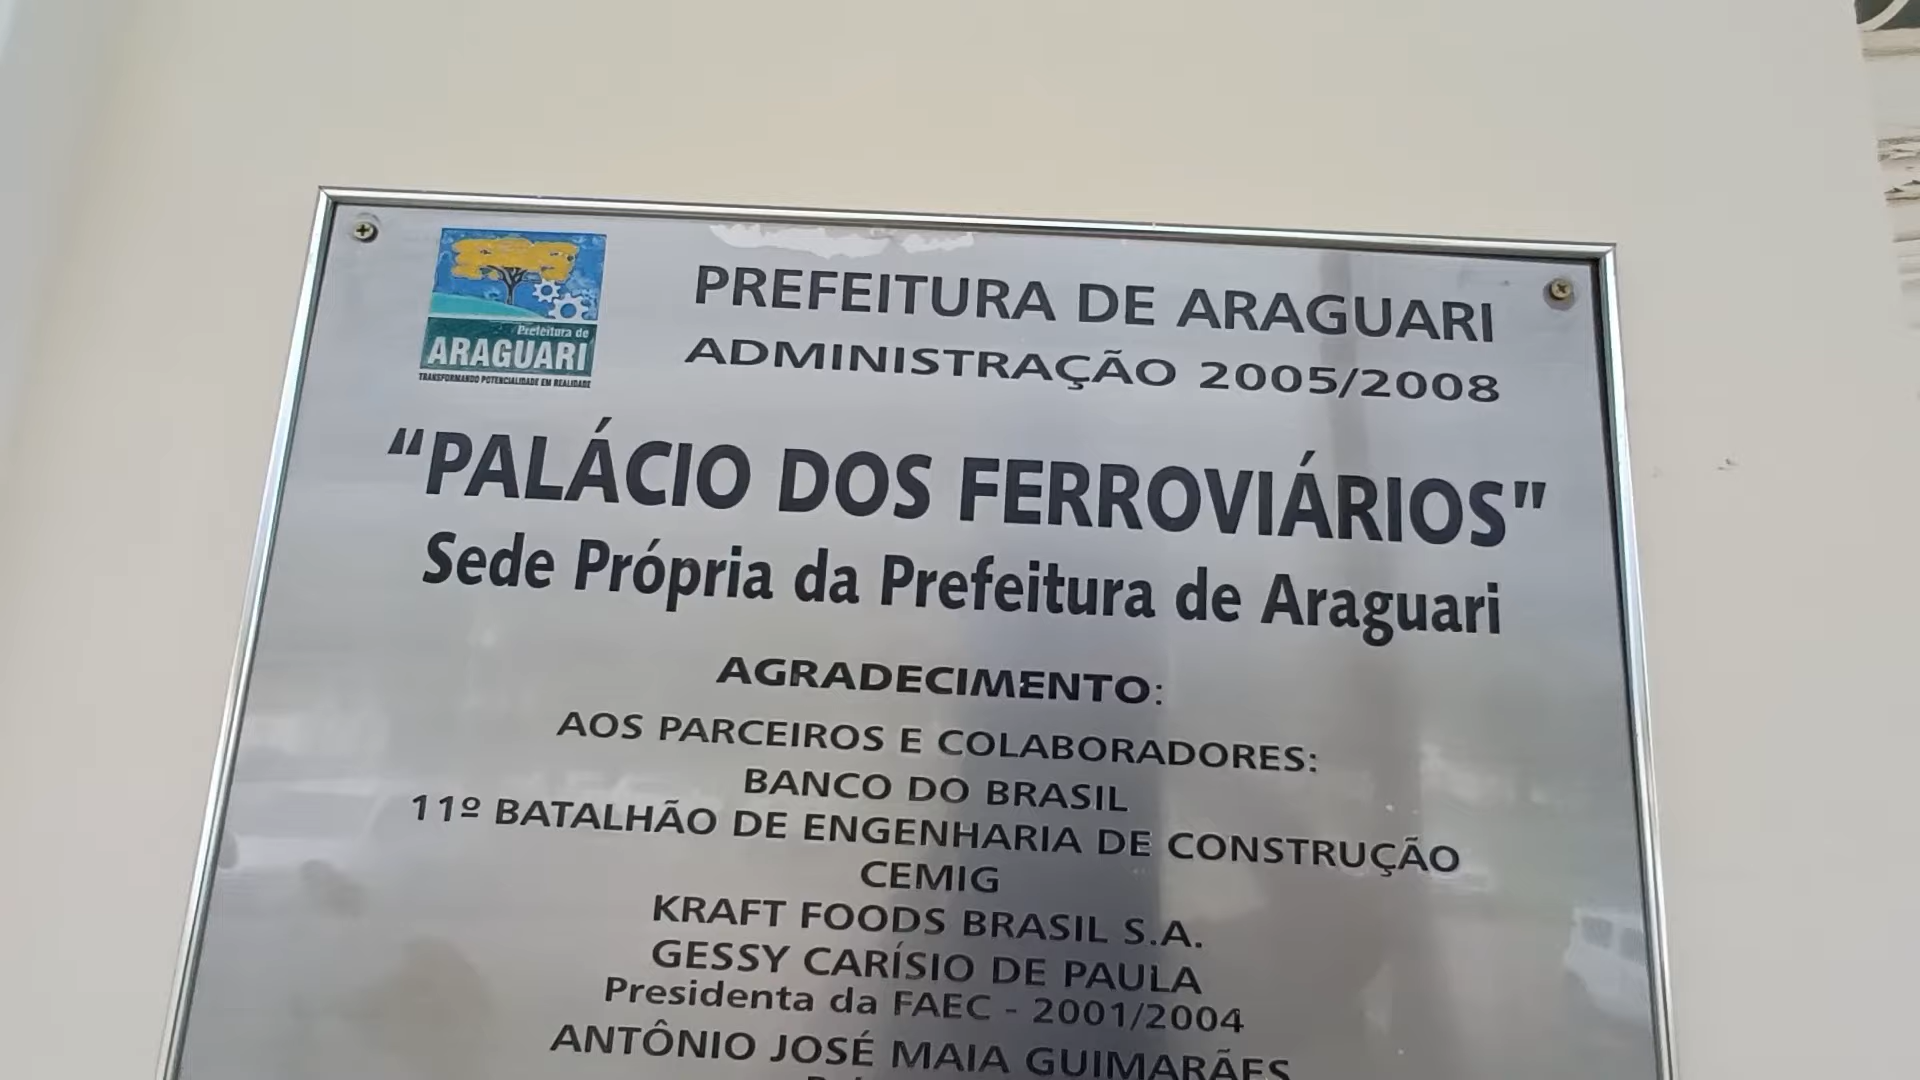 Prefeitura de
ARAGUARI
TRANSFORMANDO POTENCIALIDADE EM REALIDADE
PREFEITURA DE ARAGUARI
ADMINISTRAÇÃO 2005/2008
“PALÁCIO DOS FERROVIÁRIOS”
Sede Própria da Prefeitura de Araguari
AGRADECIMENTO:
AOS PARCEIROS E COLABORADORES:
BANCO DO BRASIL
11º BATALHÃO DE ENGENHARIA DE CONSTRUÇÃO
CEMIG
KRAFT FOODS BRASIL S.A.
GESSY CARÍSIO DE PAULA
Presidenta da FAEC - 2001/2004
ANTÔNIO JOSÉ MAIA GUIMARÃES